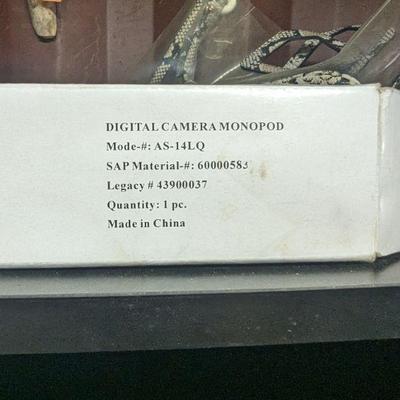 DIGITAL CAMERA MONOPOD
Mode-#: AS-14LQ
SAP Material-#: 60000583
Legacy # 43900037
Quantity: 1 pc.
Made in China